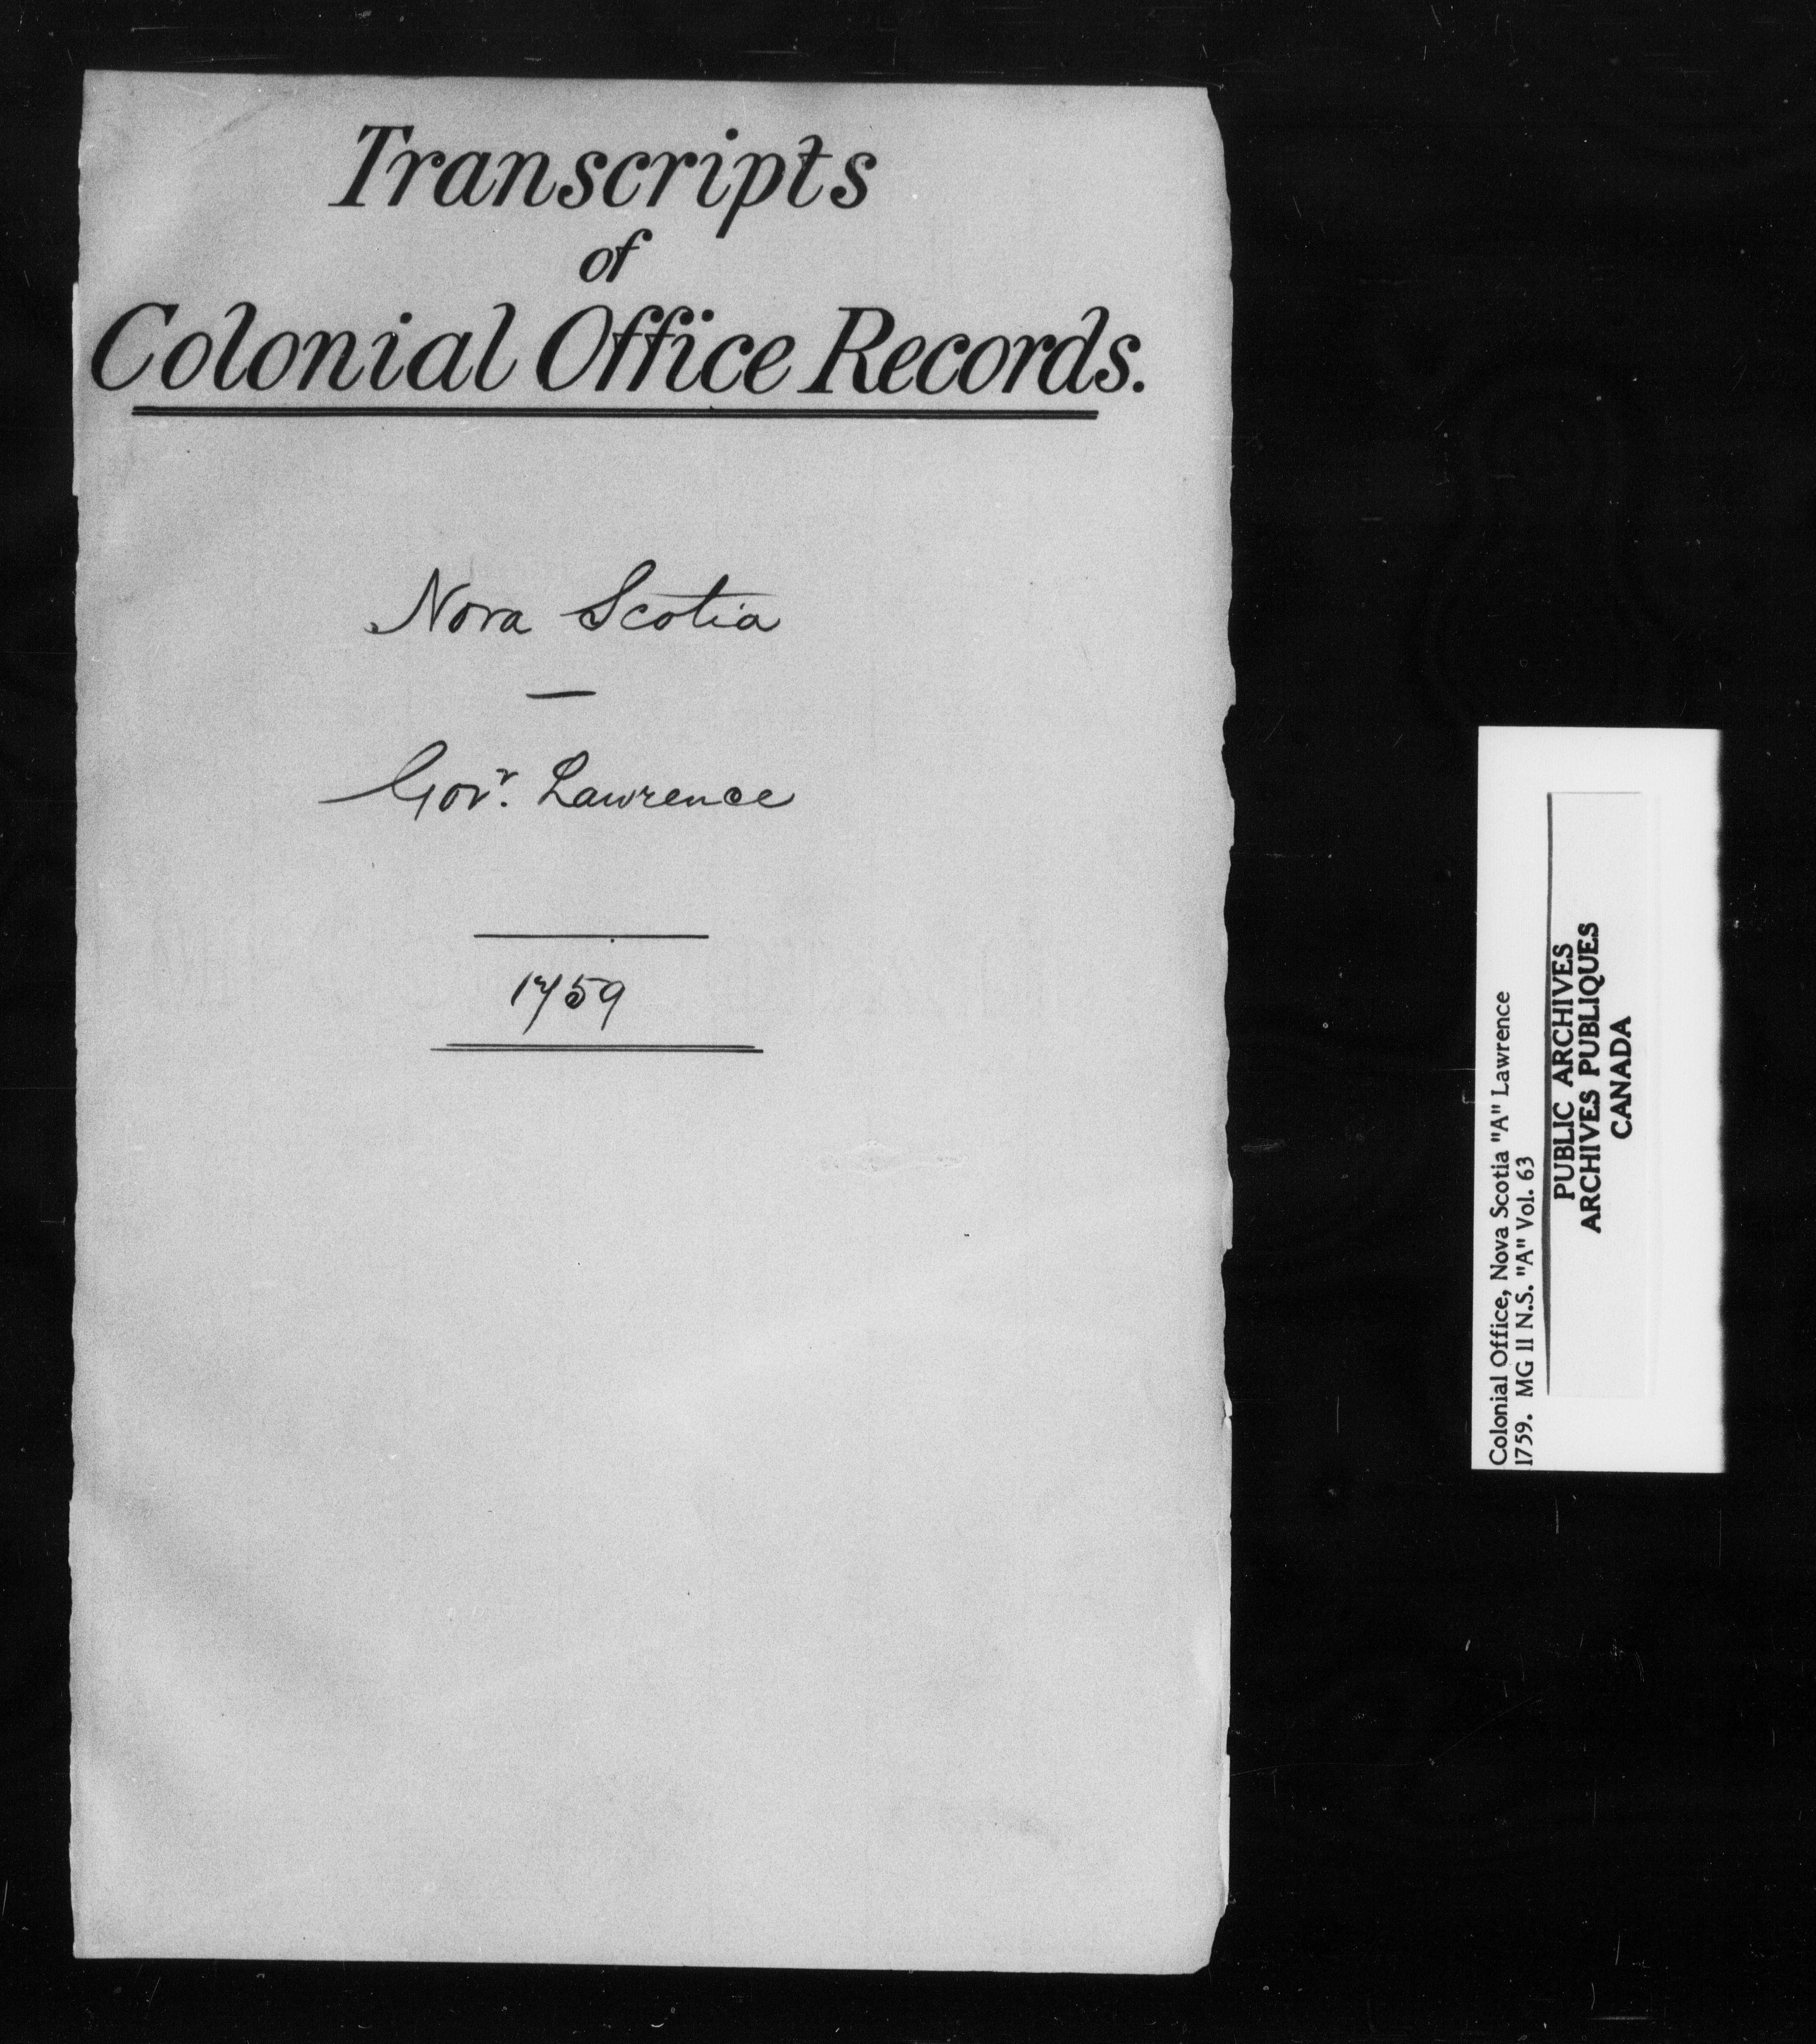 Transcripts
of
Colonial Office Records.
Nova Scotia
—
Govr. Lawrence
1759
Colonial Office, Nova Scotia "A" Lawrence
1759. MG 11 N.S. "A" Vol. 63
PUBLIC ARCHIVES
ARCHIVES PUBLIQUES
CANADA